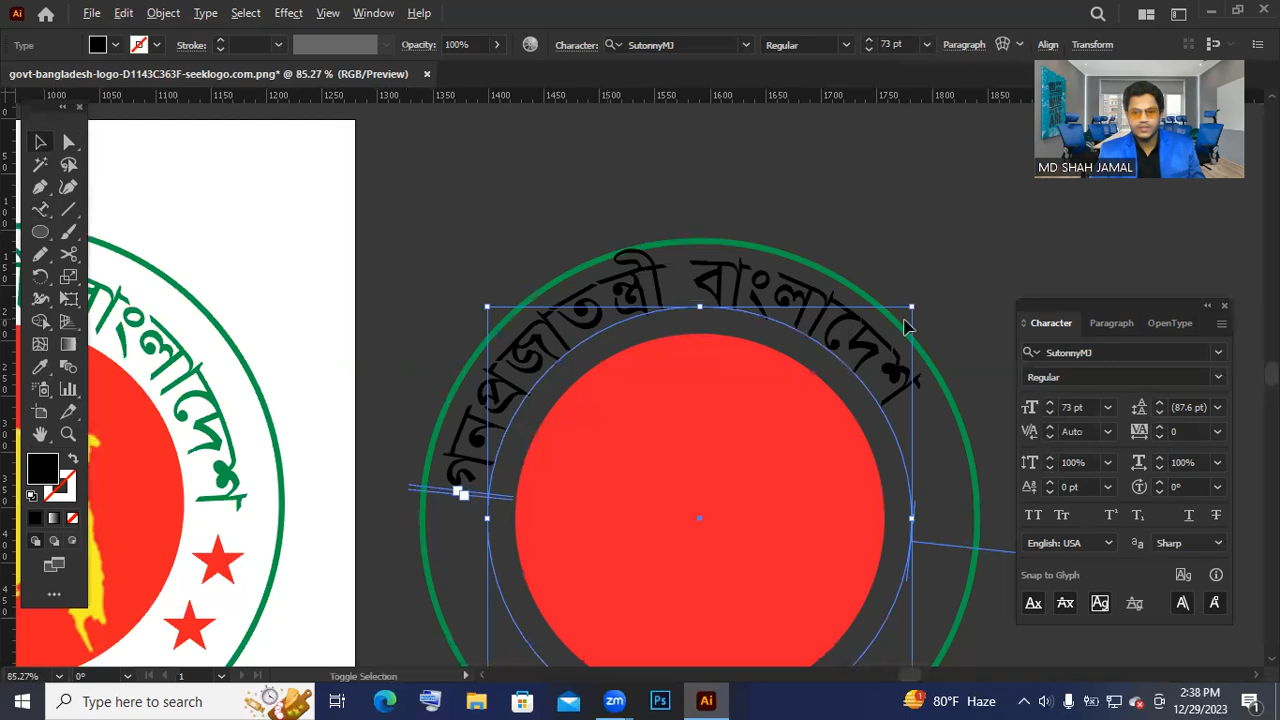 File Edit Object Type Select Effect View Window Help
Type Stroke: Opacity: 100% Character: SutonnyMJ Regular 73 pt Paragraph Align Transform
govt-bangladesh-logo-D1143C363F-seeklogo.com.png* @ 85.27 % (RGB/Preview)
1000 1050 1100 1150 1200 1250 1300 1350 1400 1450 1500 1550 1600 1650 1700 1750 1800 1850
MD SHAH JAMAL
গনপ্রজাতন্ত্রী বাংলাদেশ
বাংলাদেশ
Character Paragraph OpenType
SutonnyMJ
Regular
73 pt (87.6 pt)
Auto 0
100% 100%
0 pt 0°
English: USA Sharp
Snap to Glyph
85.27% 0° 1 Toggle Selection
Type here to search
80°F Haze
2:38 PM
12/29/2023